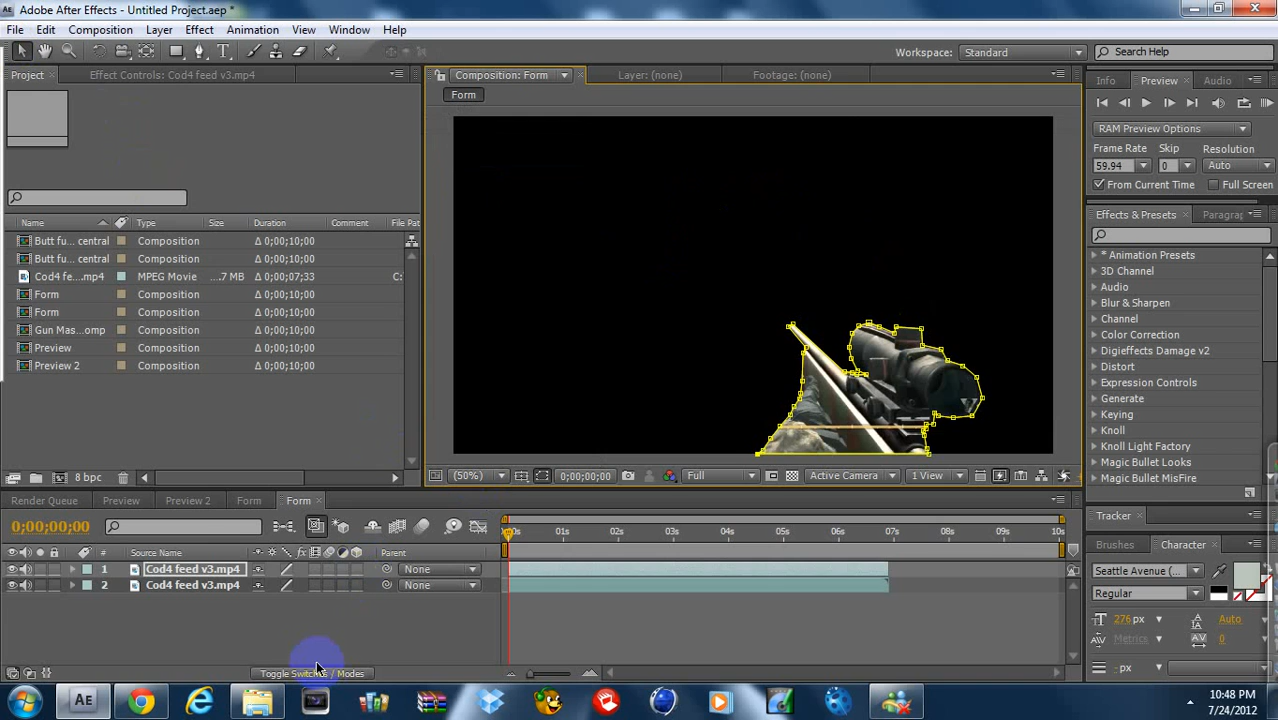 Adobe After Effects - Untitled Project.aep *
File Edit Composition Layer Effect Animation View Window Help
Workspace: Standard Search Help
Project Effect Controls: Cod4 feed v3.mp4
Composition: Form Layer: (none) Footage: (none)
Info Preview Audio
Form
RAM Preview Options
Frame Rate Skip Resolution
59.94 0 Auto
From Current Time Full Screen
Effects & Presets Paragra
Name Type Size Duration Comment File Pat
Butt fu... central Composition Δ 0;00;10;00
Butt fu... central Composition Δ 0;00;10;00
Cod4 fe....mp4 MPEG Movie ....7 MB Δ 0;00;07;33 C:
Form Composition Δ 0;00;10;00
Form Composition Δ 0;00;10;00
Gun Mas...omp Composition Δ 0;00;10;00
Preview Composition Δ 0;00;10;00
Preview 2 Composition Δ 0;00;10;00
* Animation Presets
3D Channel
Audio
Blur & Sharpen
Channel
Color Correction
Digieffects Damage v2
Distort
Expression Controls
Generate
Keying
Knoll
Knoll Light Factory
Magic Bullet Looks
Magic Bullet MisFire
8 bpc
(50%) 0;00;00;00 Full Active Camera 1 View
Render Queue Preview Preview 2 Form Form
Tracker
0;00;00;00
01s 02s 03s 04s 05s 06s 07s 08s 09s 10s
Brushes Character
# Source Name Parent
1 Cod4 feed v3.mp4 None
2 Cod4 feed v3.mp4 None
Seattle Avenue (...
Regular
276 px Auto
Metrics 0
- px
Toggle Switches / Modes
10:48 PM
7/24/2012